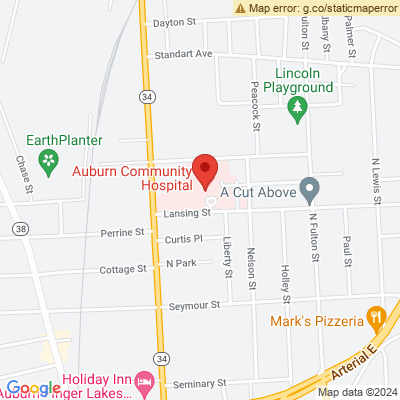 Map error: g.co/staticmaperror
Dayton St
Standart Ave
Fulton St
Albany St
Palmer St
Lincoln
Playground
Peacock St
34
EarthPlanter
Chase St
Auburn Community
Hospital
A Cut Above
N Lewis St
Lansing St
38
Perrine St
Curtis Pl
N Fulton St
Paul St
Liberty St
Nelson St
Holley St
Cottage St
N Park
Seymour St
Mark's Pizzeria
Arterial E
34
Holiday Inn
Auburn-Finger Lakes...
Seminary St
Google
Map data ©2024